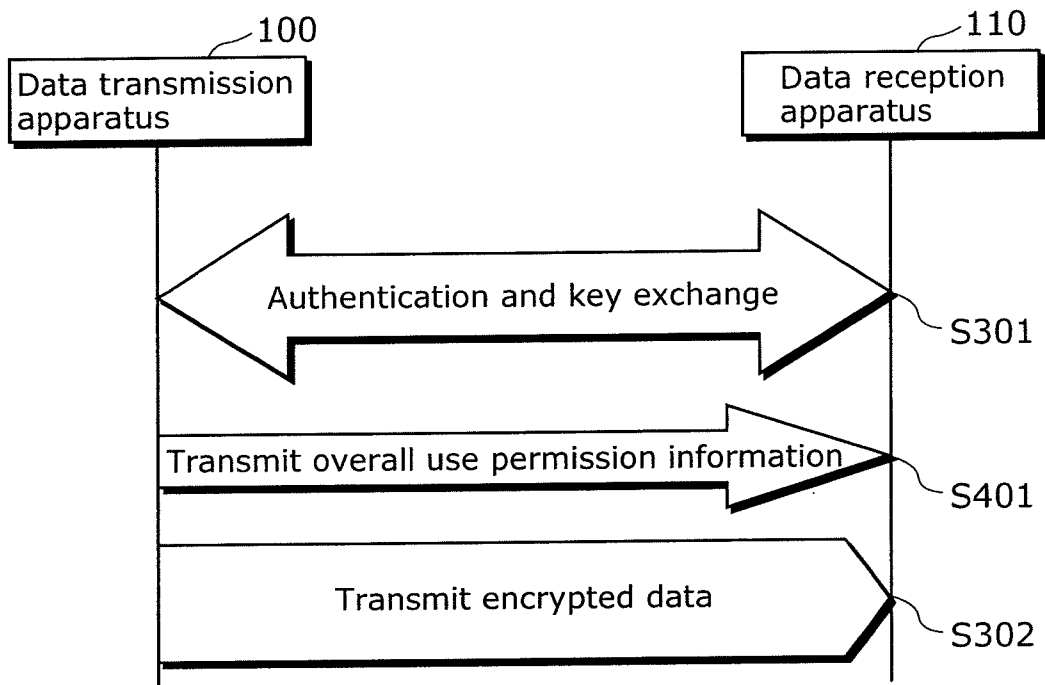 100
110
Data transmission
apparatus
Data reception
apparatus
Authentication and key exchange
S301
Transmit overall use permission information
S401
Transmit encrypted data
S302